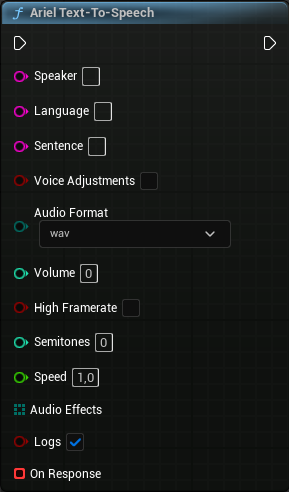 Ariel Text-To-Speech
Speaker
Language
Sentence
Voice Adjustments
Audio Format
wav
Volume 0
High Framerate
Semitones 0
Speed 1,0
Audio Effects
Logs
On Response